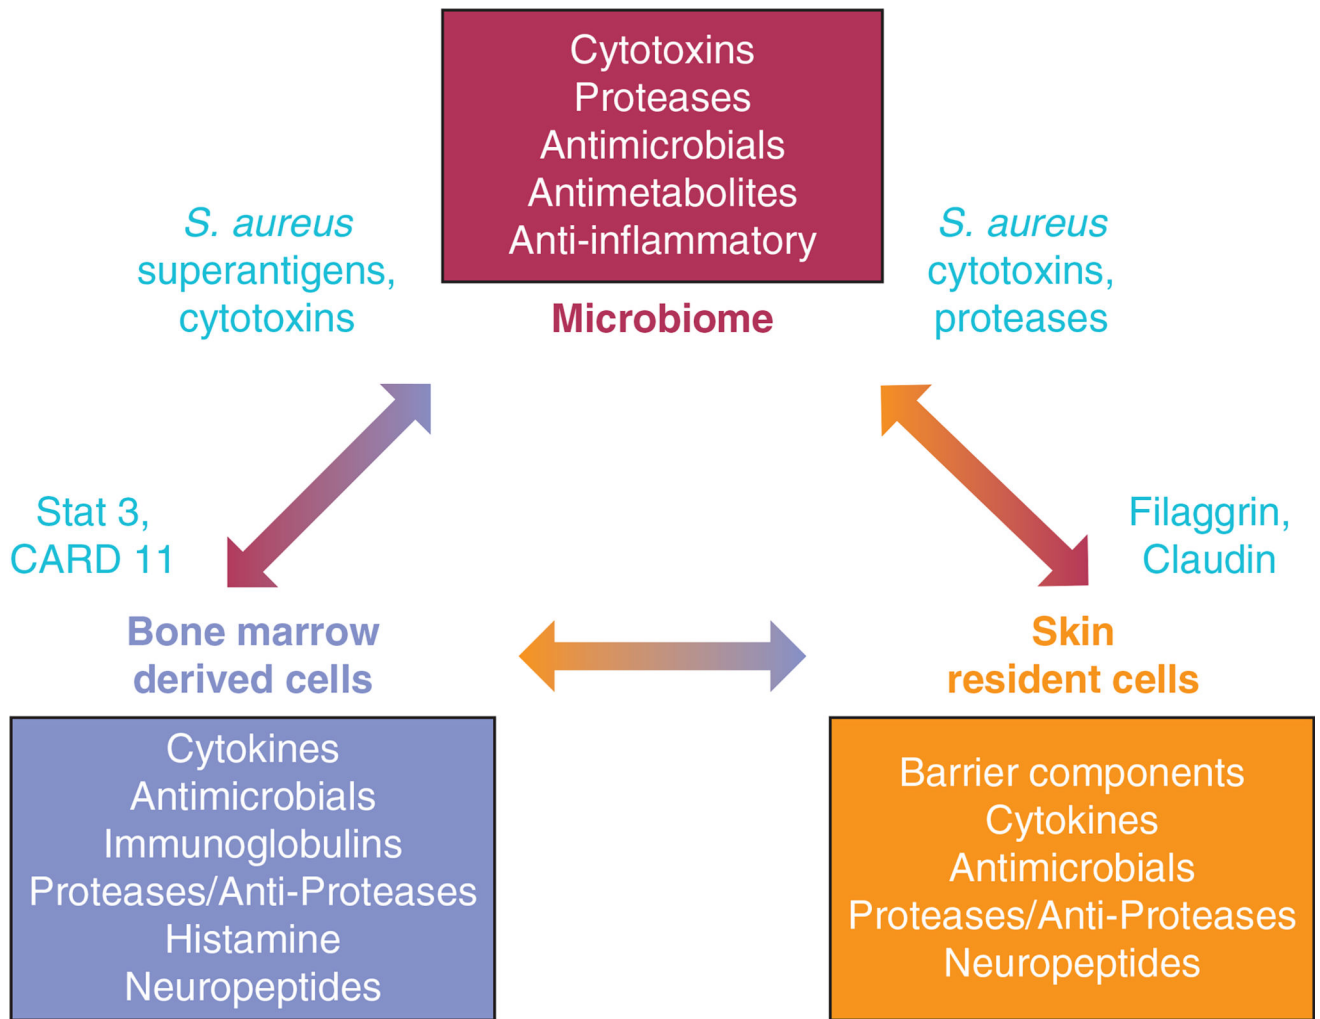 Cytotoxins
Proteases
Antimicrobials
Antimetabolites
Anti-inflammatory
Microbiome
S. aureus
superantigens,
cytotoxins
S. aureus
cytotoxins,
proteases
Stat 3,
CARD 11
Filaggrin,
Claudin
Bone marrow
derived cells
Cytokines
Antimicrobials
Immunoglobulins
Proteases/Anti-Proteases
Histamine
Neuropeptides
Skin
resident cells
Barrier components
Cytokines
Antimicrobials
Proteases/Anti-Proteases
Neuropeptides